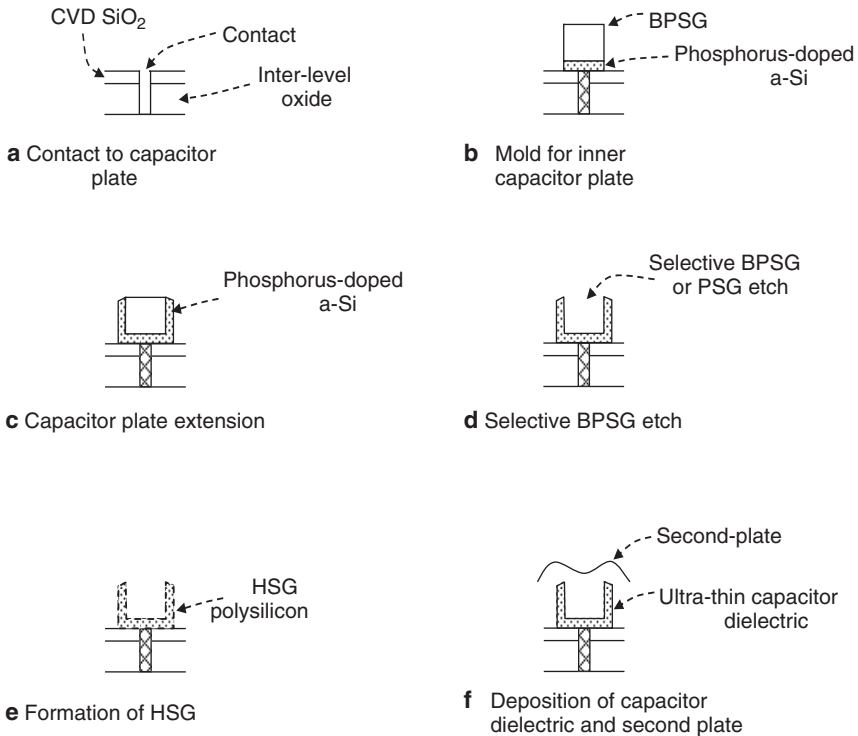 CVD SiO₂
Contact
Inter-level
oxide
a Contact to capacitor
plate
BPSG
Phosphorus-doped
a-Si
b Mold for inner
capacitor plate
Phosphorus-doped
a-Si
c Capacitor plate extension
Selective BPSG
or PSG etch
d Selective BPSG etch
HSG
polysilicon
e Formation of HSG
Second-plate
Ultra-thin capacitor
dielectric
f Deposition of capacitor
dielectric and second plate